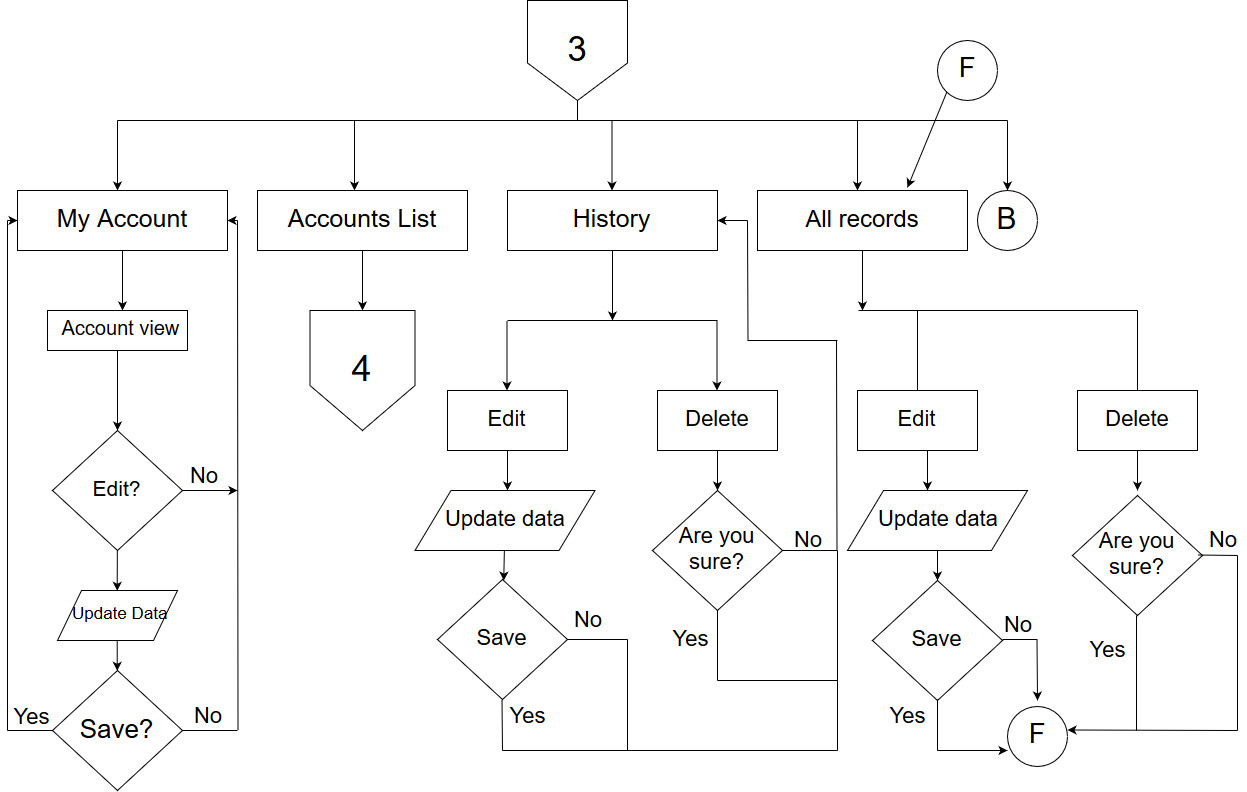 3
F
My Account
Accounts List
History
All records
B
Account view
4
Edit
Delete
Edit
Delete
Edit?
No
Update data
Are you
sure?
No
Update data
Are you
sure?
No
Update Data
Save
No
Yes
Save
No
Yes
Yes
Save?
No
Yes
Yes
F